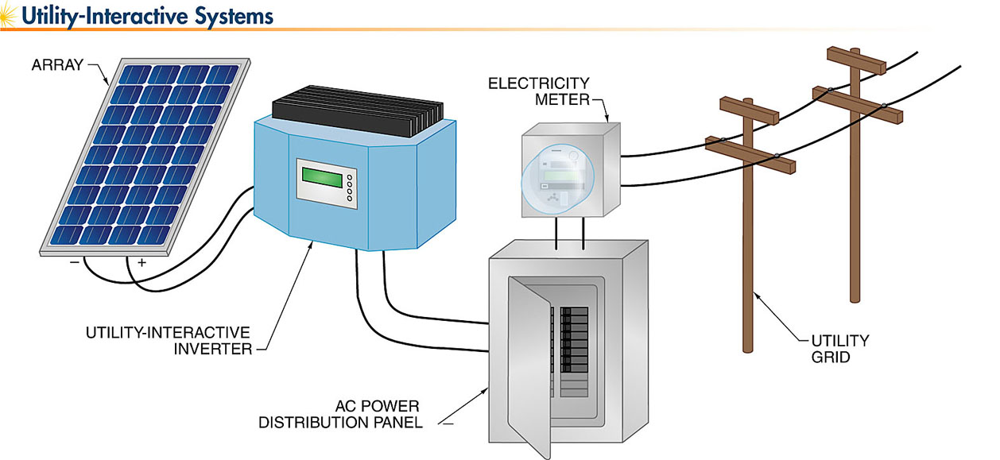 Utility-Interactive Systems
ARRAY
ELECTRICITY
METER
– +
UTILITY-INTERACTIVE
INVERTER
UTILITY
GRID
AC POWER
DISTRIBUTION PANEL